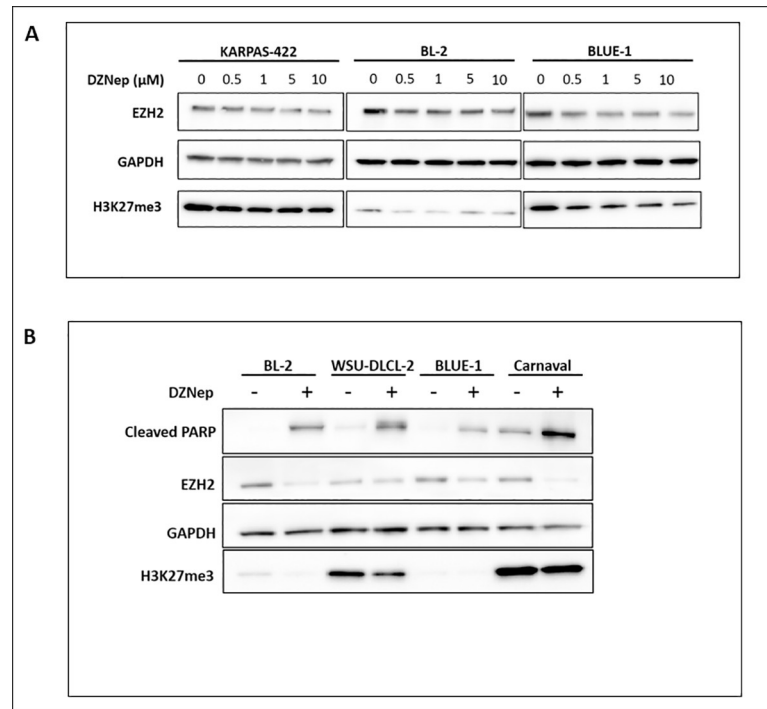 A
KARPAS-422 BL-2 BLUE-1
DZNep (μM) 0 0.5 1 5 10 0 0.5 1 5 10 0 0.5 1 5 10
EZH2
GAPDH
H3K27me3
B
BL-2 WSU-DLCL-2 BLUE-1 Carnaval
DZNep - + - + - + - +
Cleaved PARP
EZH2
GAPDH
H3K27me3